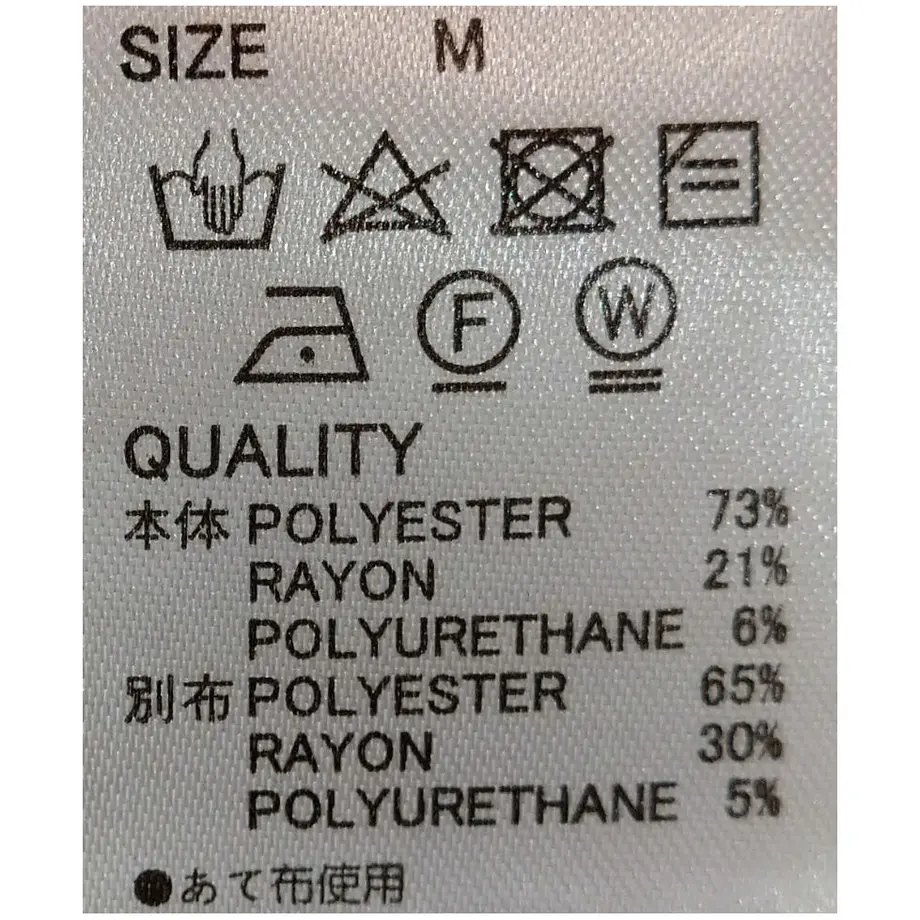 SIZE M
F W
QUALITY
本体 POLYESTER 73%
RAYON 21%
POLYURETHANE 6%
別布 POLYESTER 65%
RAYON 30%
POLYURETHANE 5%
●あて布使用